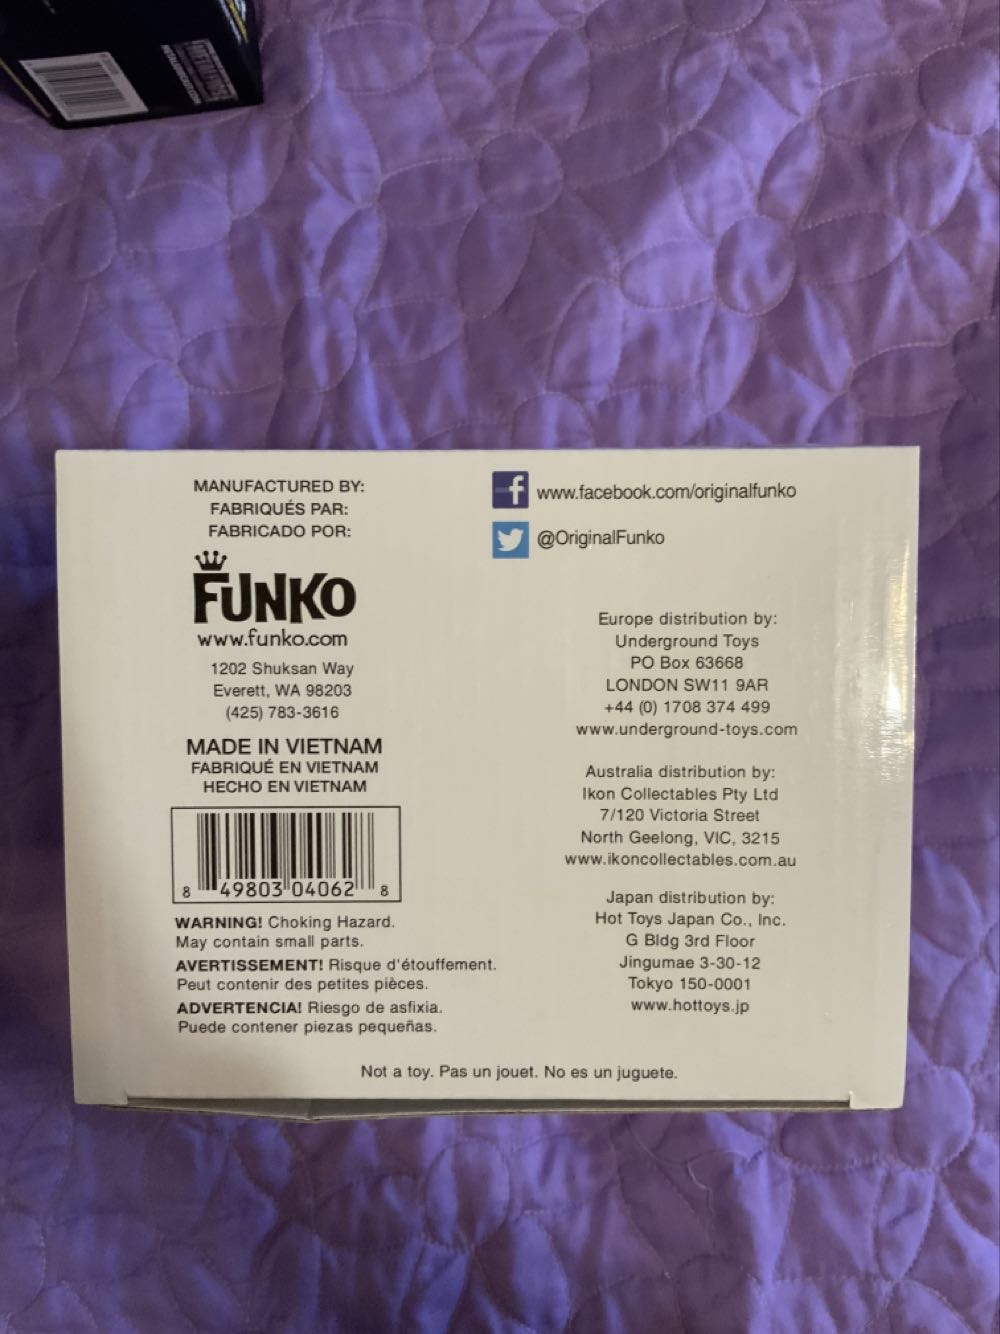 MANUFACTURED BY:
FABRIQUÉS PAR:
FABRICADO POR:
FUNKO
www.funko.com
1202 Shuksan Way
Everett, WA 98203
(425) 783-3616
MADE IN VIETNAM
FABRIQUÉ EN VIETNAM
HECHO EN VIETNAM
8 49803 04062 8
WARNING! Choking Hazard.
May contain small parts.
AVERTISSEMENT! Risque d'étouffement.
Peut contenir des petites pièces.
ADVERTENCIA! Riesgo de asfixia.
Puede contener piezas pequeñas.
f www.facebook.com/originalfunko
@OriginalFunko
Europe distribution by:
Underground Toys
PO Box 63668
LONDON SW11 9AR
+44 (0) 1708 374 499
www.underground-toys.com
Australia distribution by:
Ikon Collectables Pty Ltd
7/120 Victoria Street
North Geelong, VIC, 3215
www.ikoncollectables.com.au
Japan distribution by:
Hot Toys Japan Co., Inc.
G Bldg 3rd Floor
Jingumae 3-30-12
Tokyo 150-0001
www.hottoys.jp
Not a toy. Pas un jouet. No es un juguete.